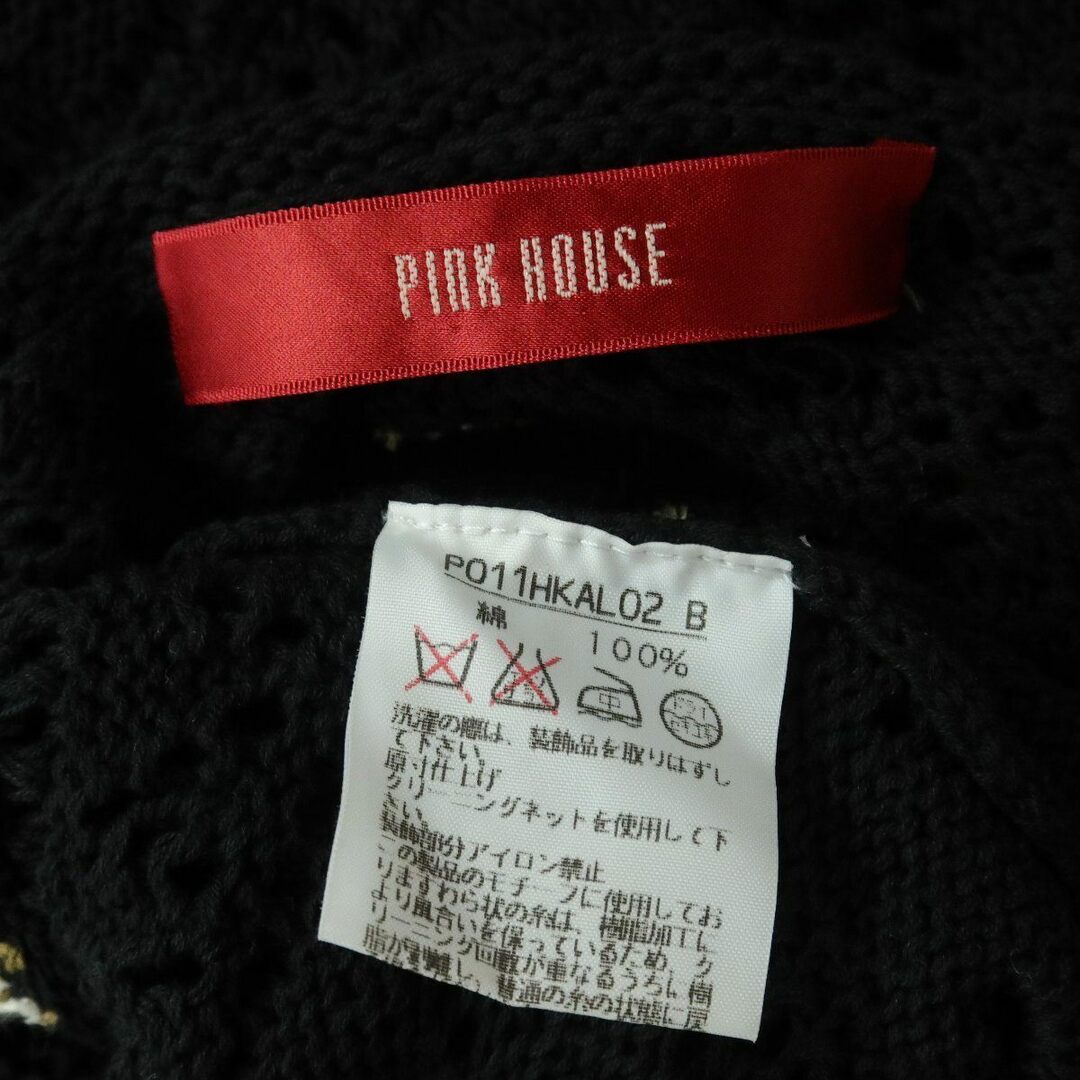 PINK HOUSE
P011HKAL02 B
綿 100%
中
洗濯の際は、装飾品を取りはずし
て下さい。
原寸仕上げ
クリーニングネットを使用して下
さい。
装飾部分アイロン禁止
この製品のモチーフに使用してお
りますわら状の糸は、樹脂加工に
より風合いを保っているため、ク
リーニング回数が重なるうちに樹
脂が剥離し、普通の糸の状態に戻